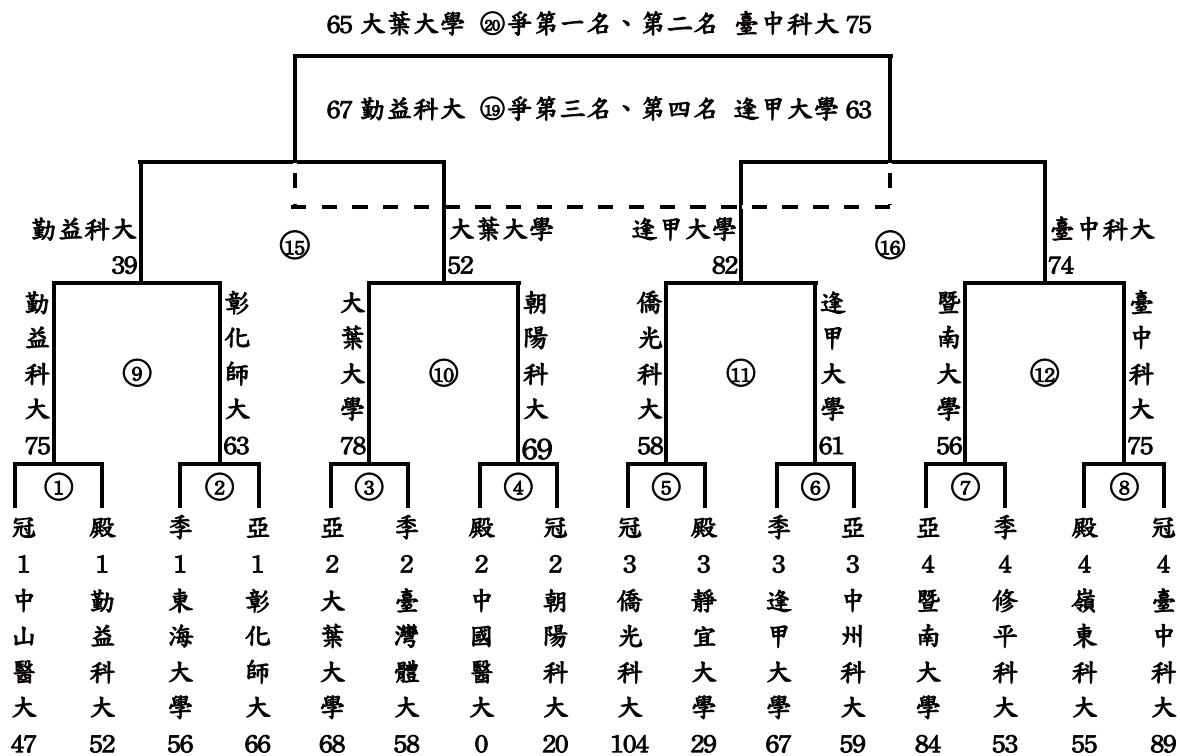 65 大葉大學 ⑳爭第一名、第二名 臺中科大 75
67 勤益科大 ⑲爭第三名、第四名 逢甲大學 63
勤益科大 39
⑮
大葉大學 52
逢甲大學 82
⑯
臺中科大 74
勤益科大 75
⑨
彰化師大 63
大葉大學 78
⑩
朝陽科大 69
僑光科大 58
⑪
逢甲大學 61
暨南大學 56
⑫
臺中科大 75
① ② ③ ④ ⑤ ⑥ ⑦ ⑧
冠1中山醫大 47
殿1勤益科大 52
季1東海大學 56
亞1彰化師大 66
亞2大葉大學 68
季2臺灣體大 58
殿2中國醫大 0
冠2朝陽科大 20
冠3僑光科大 104
殿3靜宜大學 29
季3逢甲大學 67
亞3中州科大 59
亞4暨南大學 84
季4修平科大 53
殿4嶺東科大 55
冠4臺中科大 89